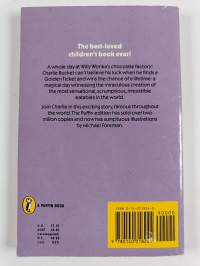 The best-loved
children's book ever!
A whole day at Willy Wonka's chocolate factory!
Charlie Bucket can't believe his luck when he finds a
Golden Ticket and wins the chance of a lifetime: a
magical day witnessing the miraculous creation of
the most sensational, scrumptious, irresistible
eatables in the world.
Join Charlie in this exciting story, famous throughout
the world. The Puffin edition has sold over two
million copies and now has sumptuous illustrations
by Michael Foreman.
A PUFFIN BOOK
90000